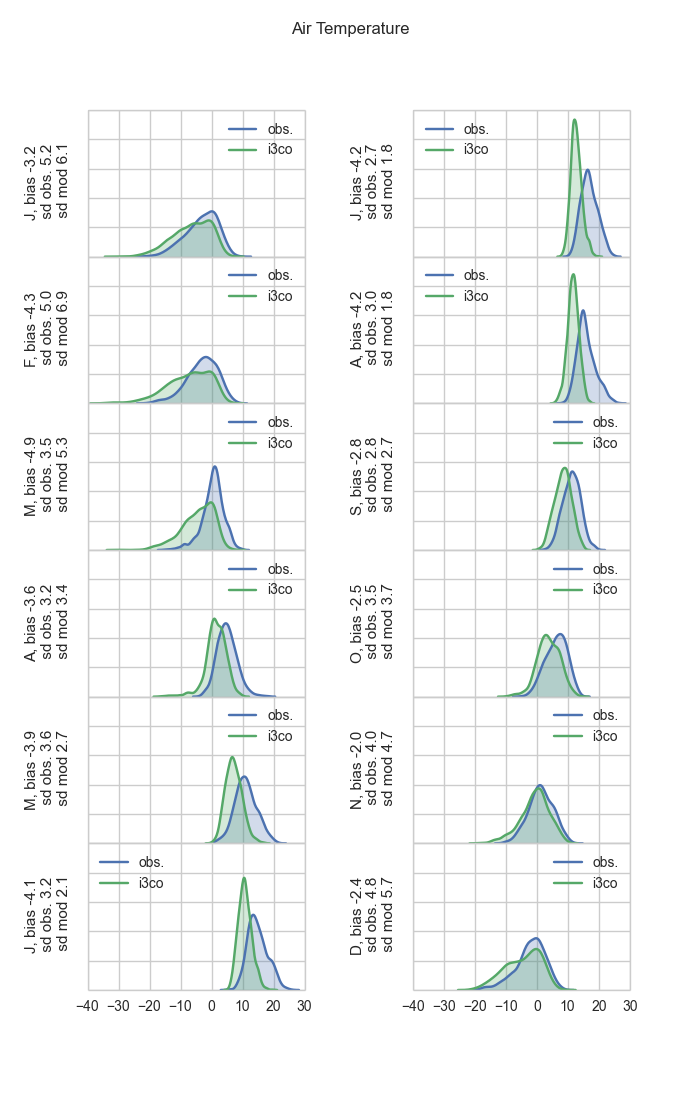 Air Temperature
J, bias -3.2
sd obs. 5.2
sd mod 6.1
obs.
i3co
F, bias -4.3
sd obs. 5.0
sd mod 6.9
obs.
i3co
M, bias -4.9
sd obs. 3.5
sd mod 5.3
obs.
i3co
A, bias -3.6
sd obs. 3.2
sd mod 3.4
obs.
i3co
M, bias -3.9
sd obs. 3.6
sd mod 2.7
obs.
i3co
J, bias -4.1
sd obs. 3.2
sd mod 2.1
obs.
i3co
−40 −30 −20 −10 0 10 20 30
J, bias -4.2
sd obs. 2.7
sd mod 1.8
obs.
i3co
A, bias -4.2
sd obs. 3.0
sd mod 1.8
obs.
i3co
S, bias -2.8
sd obs. 2.8
sd mod 2.7
obs.
i3co
O, bias -2.5
sd obs. 3.5
sd mod 3.7
obs.
i3co
N, bias -2.0
sd obs. 4.0
sd mod 4.7
obs.
i3co
D, bias -2.4
sd obs. 4.8
sd mod 5.7
obs.
i3co
−40 −30 −20 −10 0 10 20 30